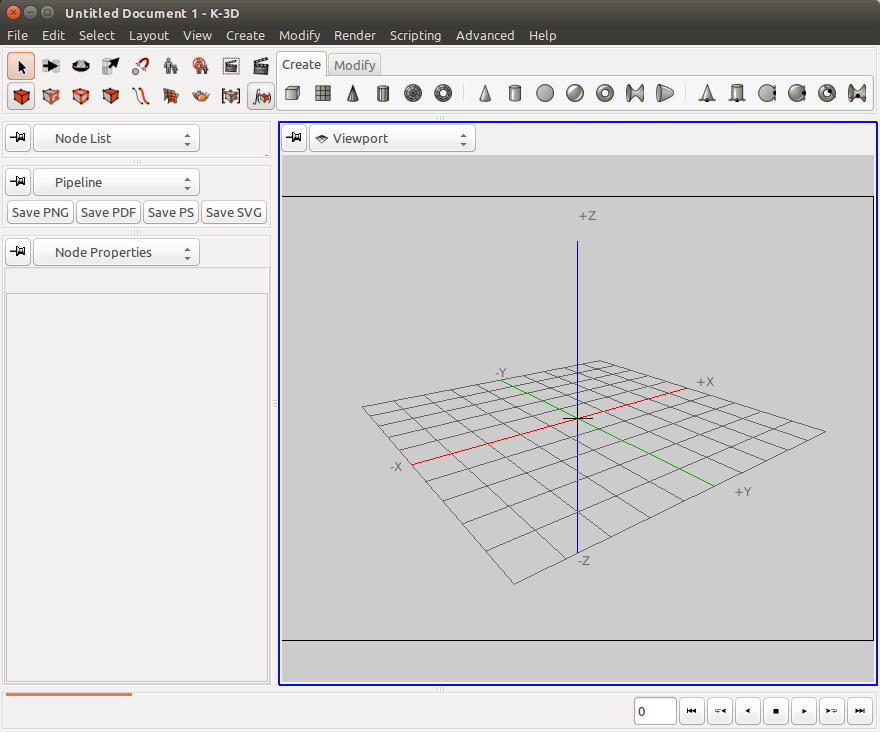 Untitled Document 1 - K-3D
File Edit Select Layout View Create Modify Render Scripting Advanced Help
Create Modify
Node List
Viewport
Pipeline
Save PNG Save PDF Save PS Save SVG
Node Properties
+Z
-Y
+X
-X
+Y
-Z
0